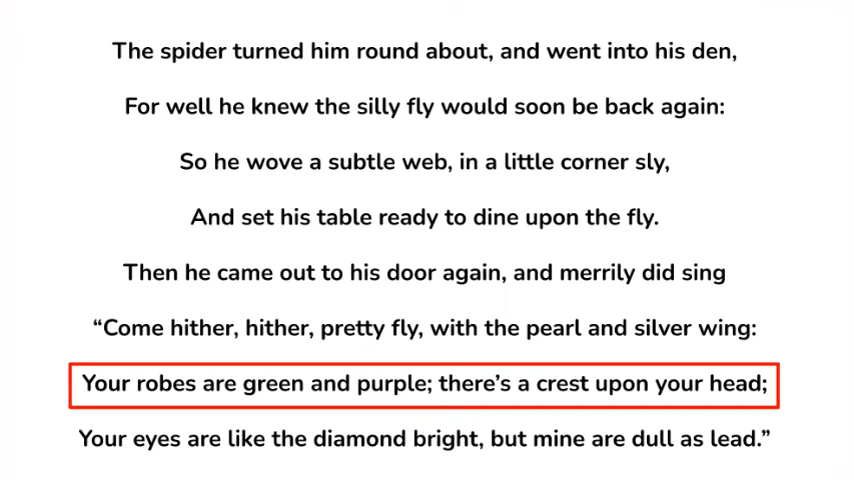 The spider turned him round about, and went into his den,
For well he knew the silly fly would soon be back again:
So he wove a subtle web, in a little corner sly,
And set his table ready to dine upon the fly.
Then he came out to his door again, and merrily did sing
“Come hither, hither, pretty fly, with the pearl and silver wing:
Your robes are green and purple; there’s a crest upon your head;
Your eyes are like the diamond bright, but mine are dull as lead.”